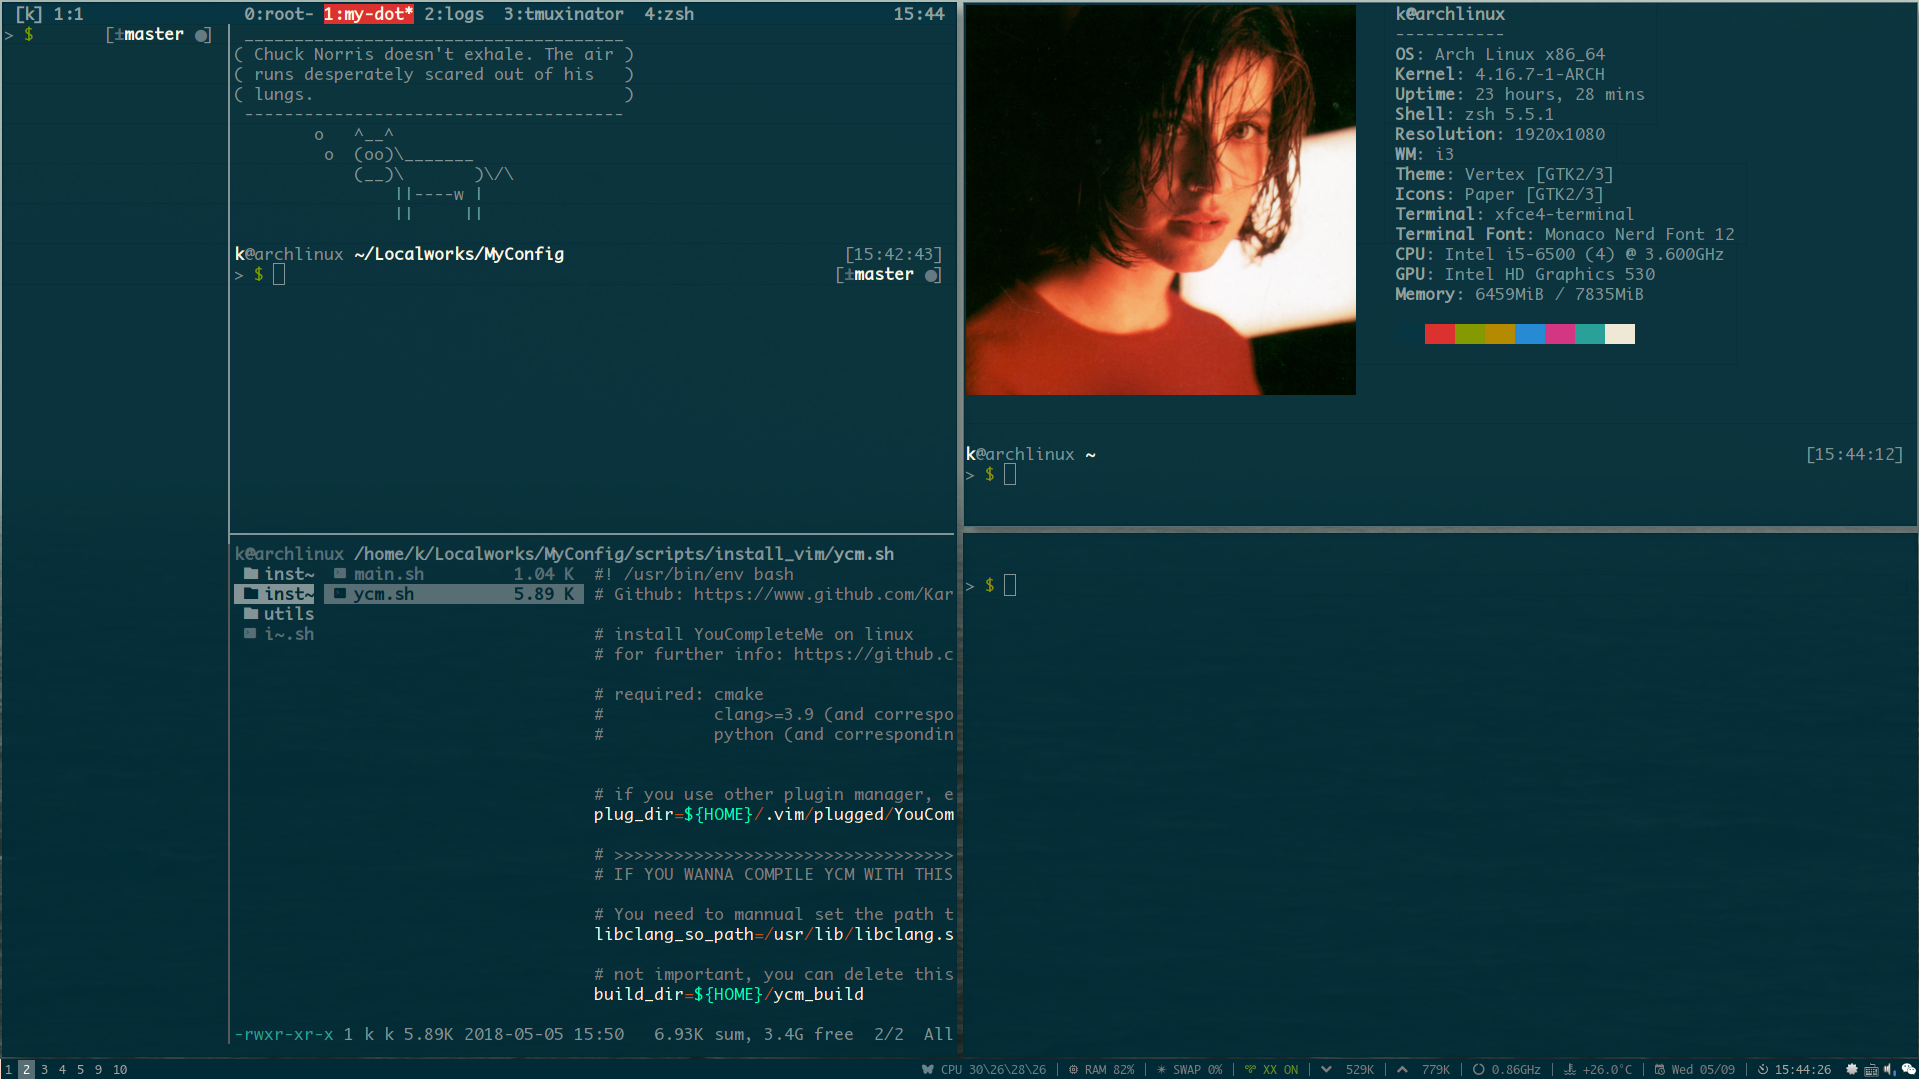 [k] 1:1 0:root- 1:my-dot* 2:logs 3:tmuxinator 4:zsh 15:44
> $ [±master ●]
( Chuck Norris doesn't exhale. The air )
( runs desperately scared out of his )
( lungs. )
-------------------------------------
o ^__^
o (oo)\_______
(__)\ )\/\
||----w |
|| ||
k@archlinux ~/Localworks/MyConfig [15:42:43]
> $ [±master ●]
k@archlinux /home/k/Localworks/MyConfig/scripts/install_vim/ycm.sh
inst~ main.sh 1.04 K
inst~ ycm.sh 5.89 K
utils
i~.sh
#! /usr/bin/env bash
# Github: https://www.github.com/Kar
# install YouCompleteMe on linux
# for further info: https://github.c
# required: cmake
# clang>=3.9 (and correspo
# python (and correspondin
# if you use other plugin manager, e
plug_dir=${HOME}/.vim/plugged/YouCom
# >>>>>>>>>>>>>>>>>>>>>>>>>>>>>>>>>>
# IF YOU WANNA COMPILE YCM WITH THIS
# You need to mannual set the path t
libclang_so_path=/usr/lib/libclang.s
# not important, you can delete this
build_dir=${HOME}/ycm_build
-rwxr-xr-x 1 k k 5.89K 2018-05-05 15:50 6.93K sum, 3.4G free 2/2 All
k@archlinux
-----------
OS: Arch Linux x86_64
Kernel: 4.16.7-1-ARCH
Uptime: 23 hours, 28 mins
Shell: zsh 5.5.1
Resolution: 1920x1080
WM: i3
Theme: Vertex [GTK2/3]
Icons: Paper [GTK2/3]
Terminal: xfce4-terminal
Terminal Font: Monaco Nerd Font 12
CPU: Intel i5-6500 (4) @ 3.600GHz
GPU: Intel HD Graphics 530
Memory: 6459MiB / 7835MiB
k@archlinux ~ [15:44:12]
> $
> $
1 2 3 4 5 9 10 CPU 30\26\28\26 | RAM 82% | SWAP 0% | XX ON | 529K | 779K | 0.86GHz | +26.0°C | Wed 05/09 | 15:44:26